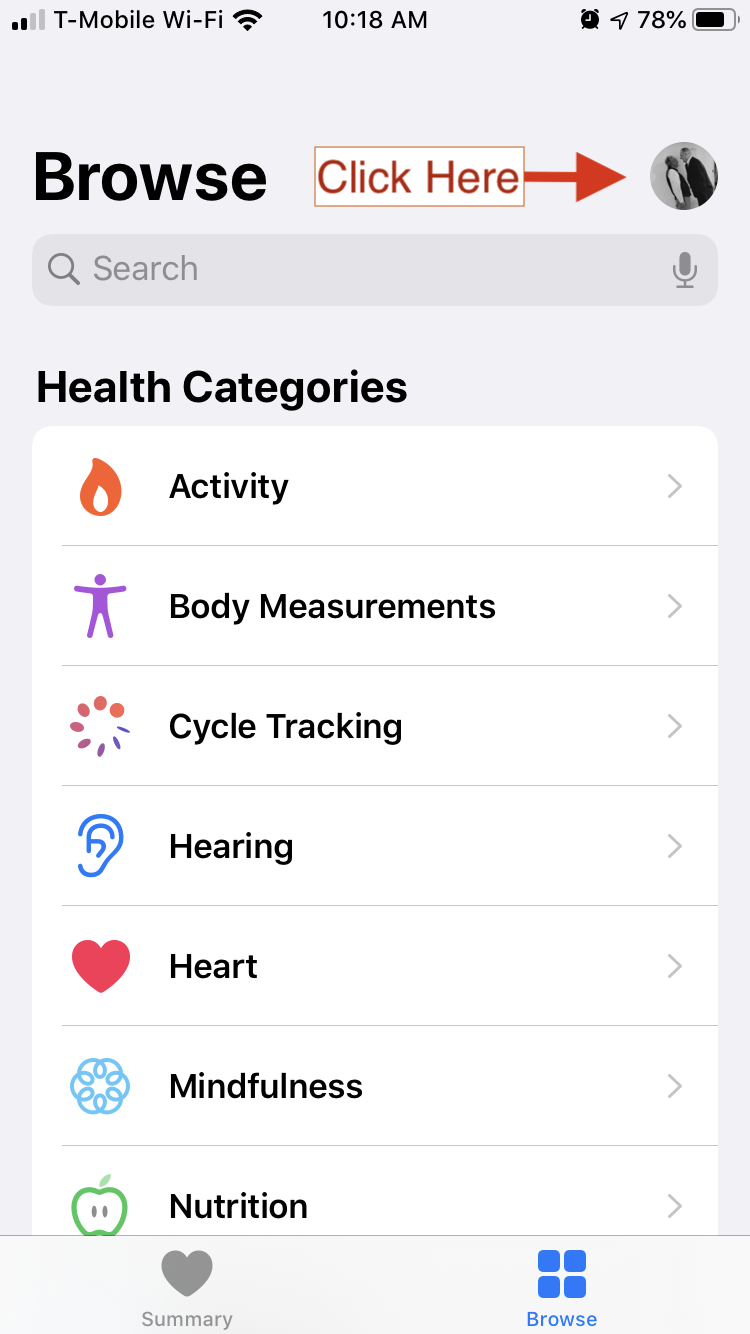 T-Mobile Wi-Fi 10:18 AM 78%
Browse Click Here
Search
Health Categories
Activity
Body Measurements
Cycle Tracking
Hearing
Heart
Mindfulness
Nutrition
Summary Browse